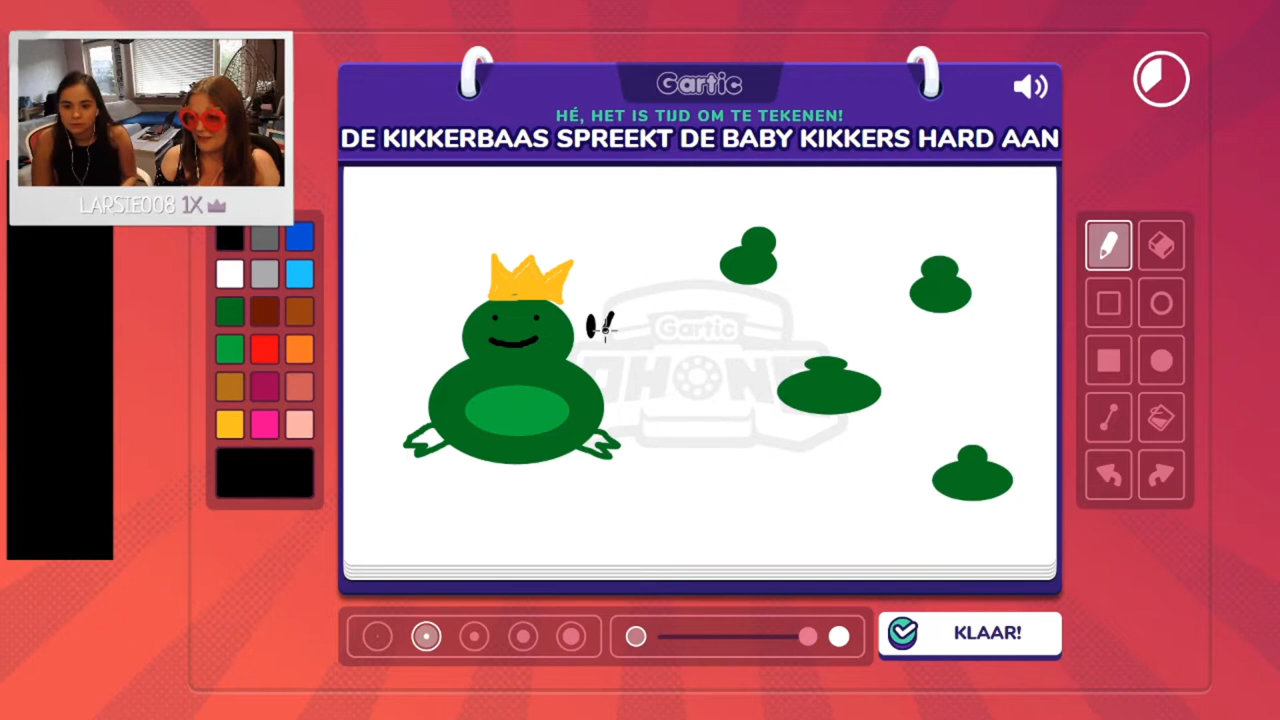 LAPSIE008 1X
Gartic
HÉ, HET IS TIJD OM TE TEKENEN!
DE KIKKERBAAS SPREEKT DE BABY KIKKERS HARD AAN
Gartic
PHONE
KLAAR!